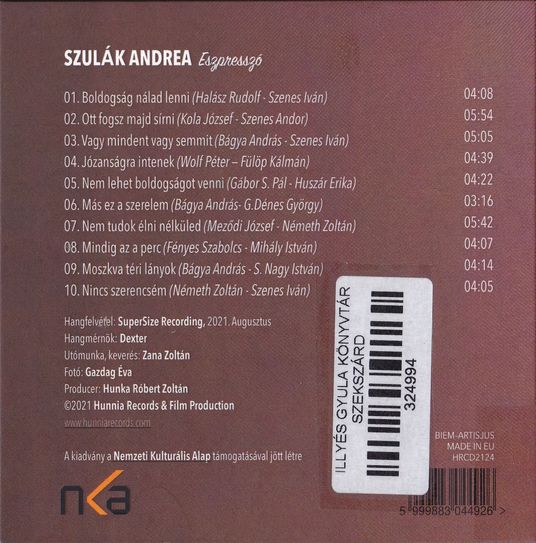 SZULÁK ANDREA Eszpresszó
01. Boldogság nálad lenni (Halász Rudolf - Szenes Iván) 04:08
02. Ott fogsz majd sírni (Kola József - Szenes Andor) 05:54
03. Vagy mindent vagy semmit (Bágya András - Szenes Iván) 05:05
04. Józanságra intenek (Wolf Péter – Fülöp Kálmán) 04:39
05. Nem lehet boldogságot venni (Gábor S. Pál - Huszár Erika) 04:22
06. Más ez a szerelem (Bágya András- G.Dénes György) 03:16
07. Nem tudok élni nélküled (Meződi József - Németh Zoltán) 05:42
08. Mindig az a perc (Fényes Szabolcs - Mihály István) 04:07
09. Moszkva téri lányok (Bágya András - S. Nagy István) 04:14
10. Nincs szerencsém (Németh Zoltán - Szenes Iván) 04:05
Hangfelvétel: SuperSize Recording, 2021. Augusztus
Hangmérnök: Dexter
Utómunka, keverés: Zana Zoltán
Fotó: Gazdag Éva
Producer: Hunka Róbert Zoltán
©2021 Hunnia Records & Film Production
www.hunniarecords.com
A kiadvány a Nemzeti Kulturális Alap támogatásával jött létre
nka
ILLYÉS GYULA KÖNYVTÁR
SZEKSZÁRD
324994
BIEM-ARTISJUS
MADE IN EU
HRCD2124
5 999883 044926 >